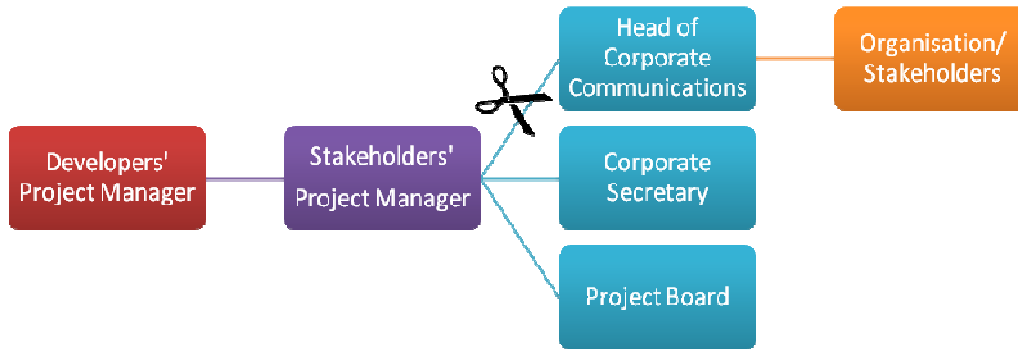 Developers'
Project Manager
Stakeholders'
Project Manager
Head of
Corporate
Communications
Organisation/
Stakeholders
Corporate
Secretary
Project Board